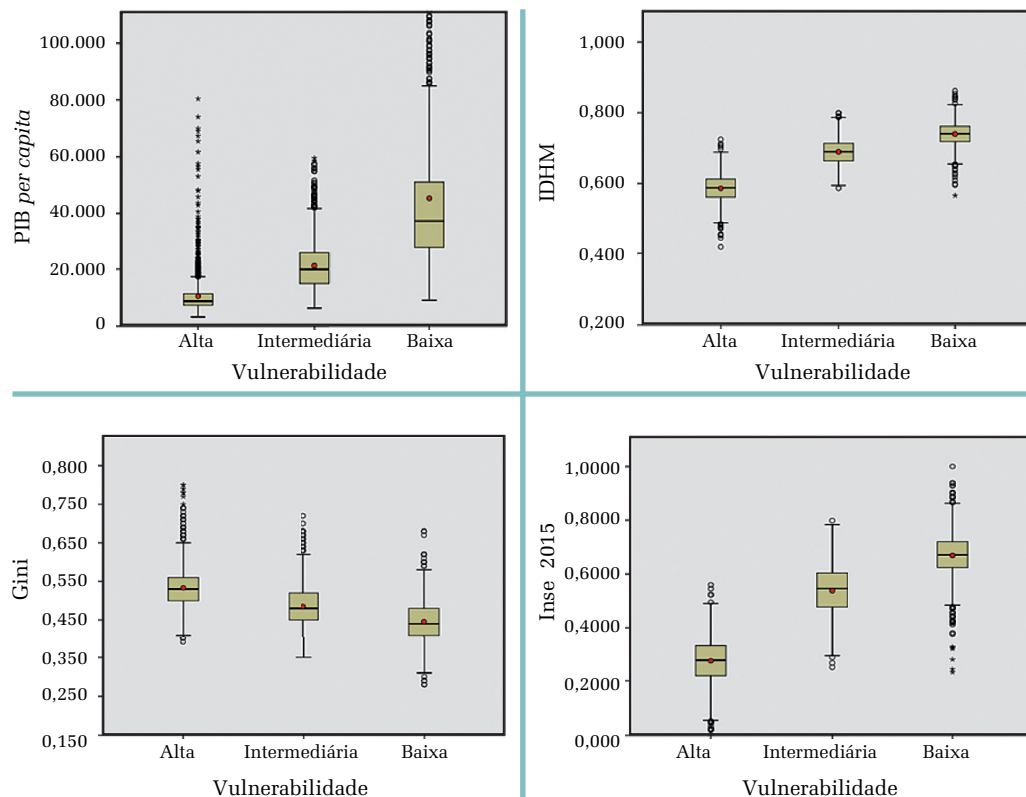 PIB per capita
100.000
80.000
60.000
40.000
20.000
0
Alta Intermediária Baixa
Vulnerabilidade
IDHM
1,000
0,800
0,600
0,400
0,200
Alta Intermediária Baixa
Vulnerabilidade
Gini
0,800
0,750
0,650
0,550
0,450
0,350
0,250
0,150
Alta Intermediária Baixa
Vulnerabilidade
Inse 2015
1,0000
0,8000
0,6000
0,4000
0,2000
0,000
Alta Intermediária Baixa
Vulnerabilidade